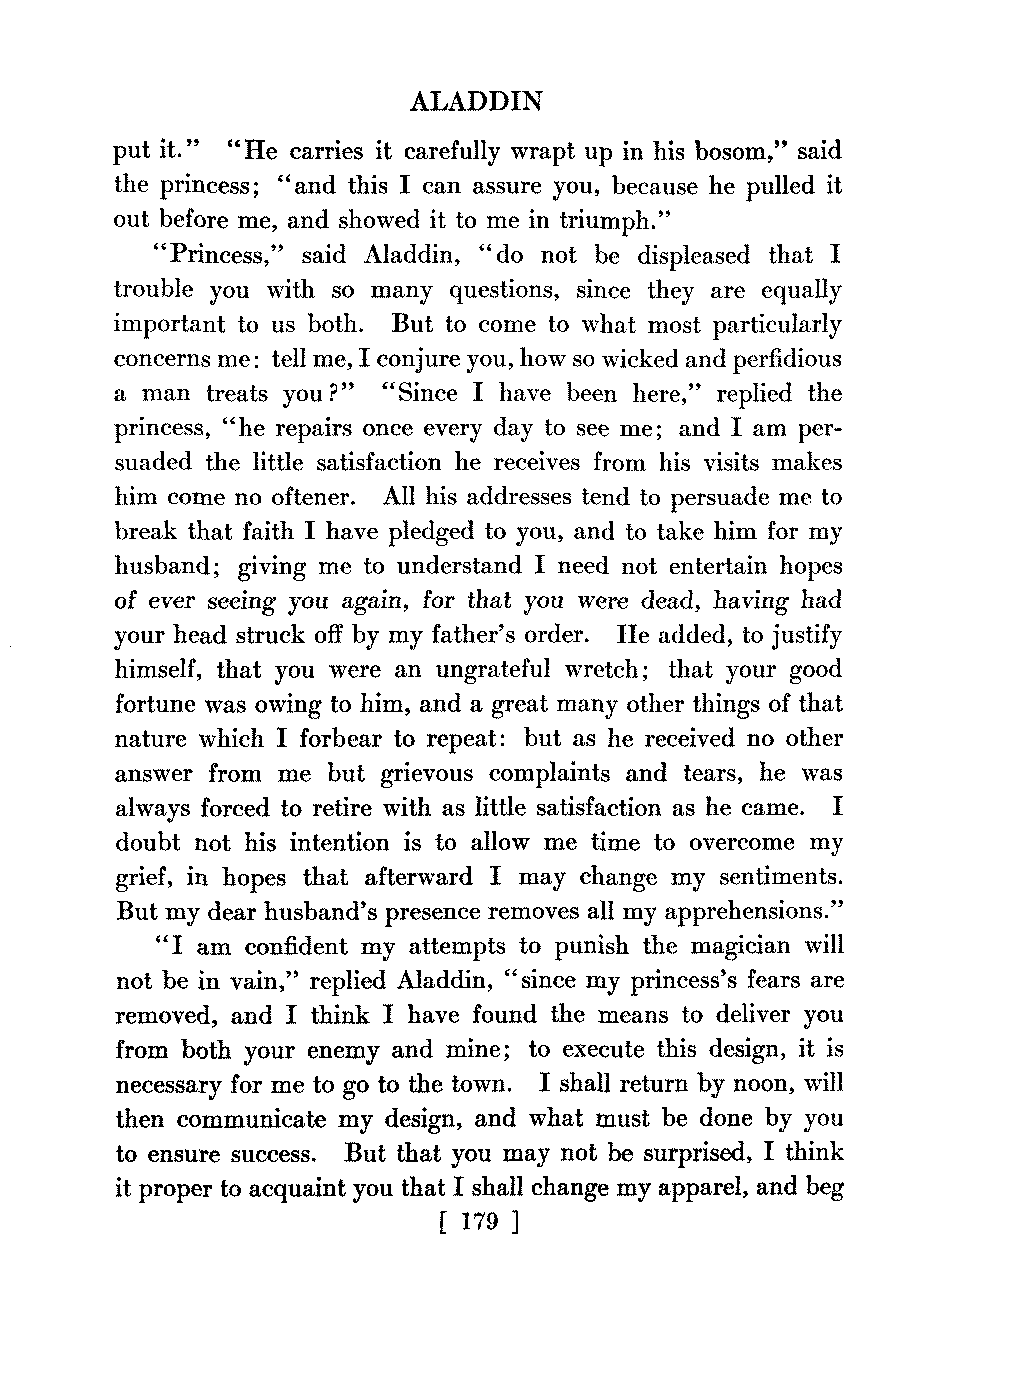 ALADDIN
put it." "He carries it carefully wrapt up in his bosom," said
the princess; "and this I can assure you, because he pulled it
out before me, and showed it to me in triumph."
"Princess," said Aladdin, "do not be displeased that I
trouble you with so many questions, since they are equally
important to us both. But to come to what most particularly
concerns me: tell me, I conjure you, how so wicked and perfidious
a man treats you?" "Since I have been here," replied the
princess, "he repairs once every day to see me; and I am per-
suaded the little satisfaction he receives from his visits makes
him come no oftener. All his addresses tend to persuade me to
break that faith I have pledged to you, and to take him for my
husband; giving me to understand I need not entertain hopes
of ever seeing you again, for that you were dead, having had
your head struck off by my father's order. He added, to justify
himself, that you were an ungrateful wretch; that your good
fortune was owing to him, and a great many other things of that
nature which I forbear to repeat: but as he received no other
answer from me but grievous complaints and tears, he was
always forced to retire with as little satisfaction as he came. I
doubt not his intention is to allow me time to overcome my
grief, in hopes that afterward I may change my sentiments.
But my dear husband's presence removes all my apprehensions."
"I am confident my attempts to punish the magician will
not be in vain," replied Aladdin, "since my princess's fears are
removed, and I think I have found the means to deliver you
from both your enemy and mine; to execute this design, it is
necessary for me to go to the town. I shall return by noon, will
then communicate my design, and what must be done by you
to ensure success. But that you may not be surprised, I think
it proper to acquaint you that I shall change my apparel, and beg
[ 179 ]